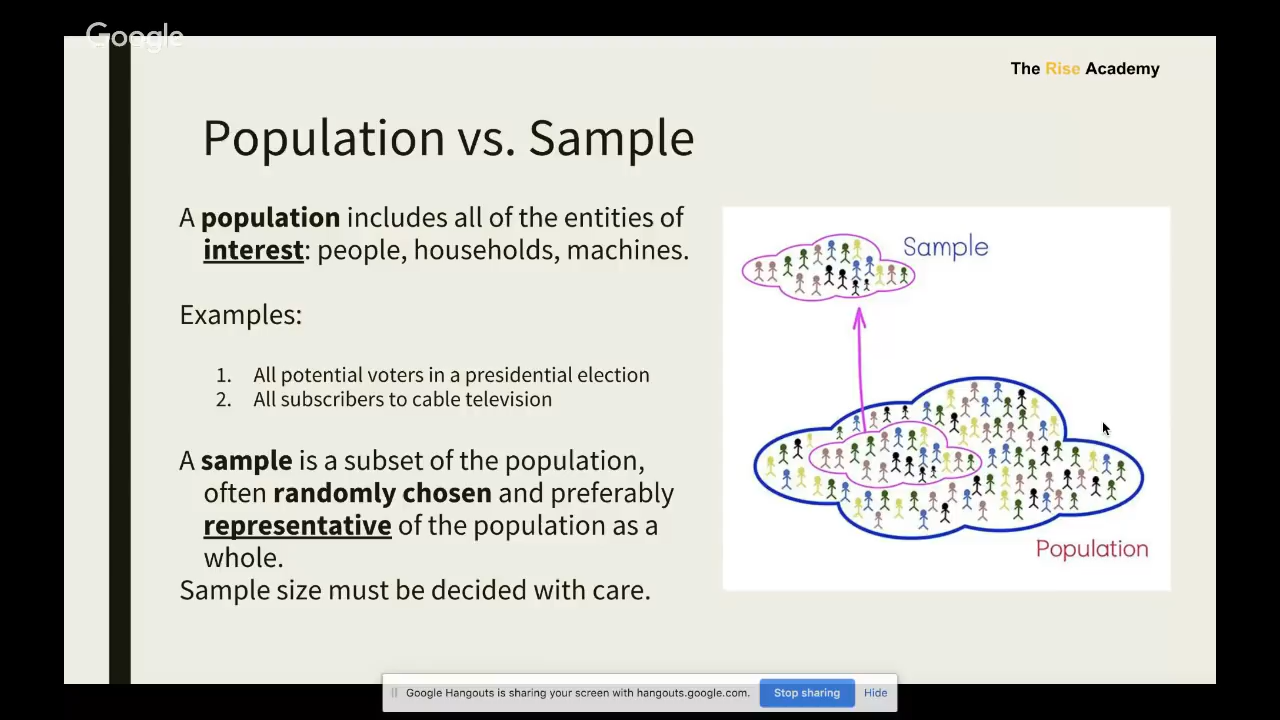 Google
The Rise Academy
Population vs. Sample
A population includes all of the entities of
interest: people, households, machines.
Examples:
1. All potential voters in a presidential election
2. All subscribers to cable television
A sample is a subset of the population,
often randomly chosen and preferably
representative of the population as a
whole.
Sample size must be decided with care.
Sample
Population
Google Hangouts is sharing your screen with hangouts.google.com. Stop sharing Hide